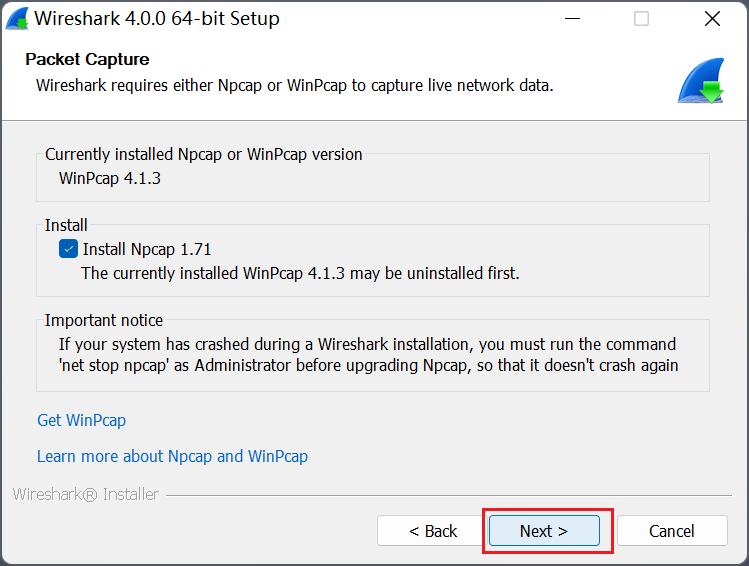 Wireshark 4.0.0 64-bit Setup
Packet Capture
Wireshark requires either Npcap or WinPcap to capture live network data.
Currently installed Npcap or WinPcap version
WinPcap 4.1.3
Install
Install Npcap 1.71
The currently installed WinPcap 4.1.3 may be uninstalled first.
Important notice
If your system has crashed during a Wireshark installation, you must run the command
'net stop npcap' as Administrator before upgrading Npcap, so that it doesn't crash again
Get WinPcap
Learn more about Npcap and WinPcap
Wireshark® Installer
< Back
Next >
Cancel